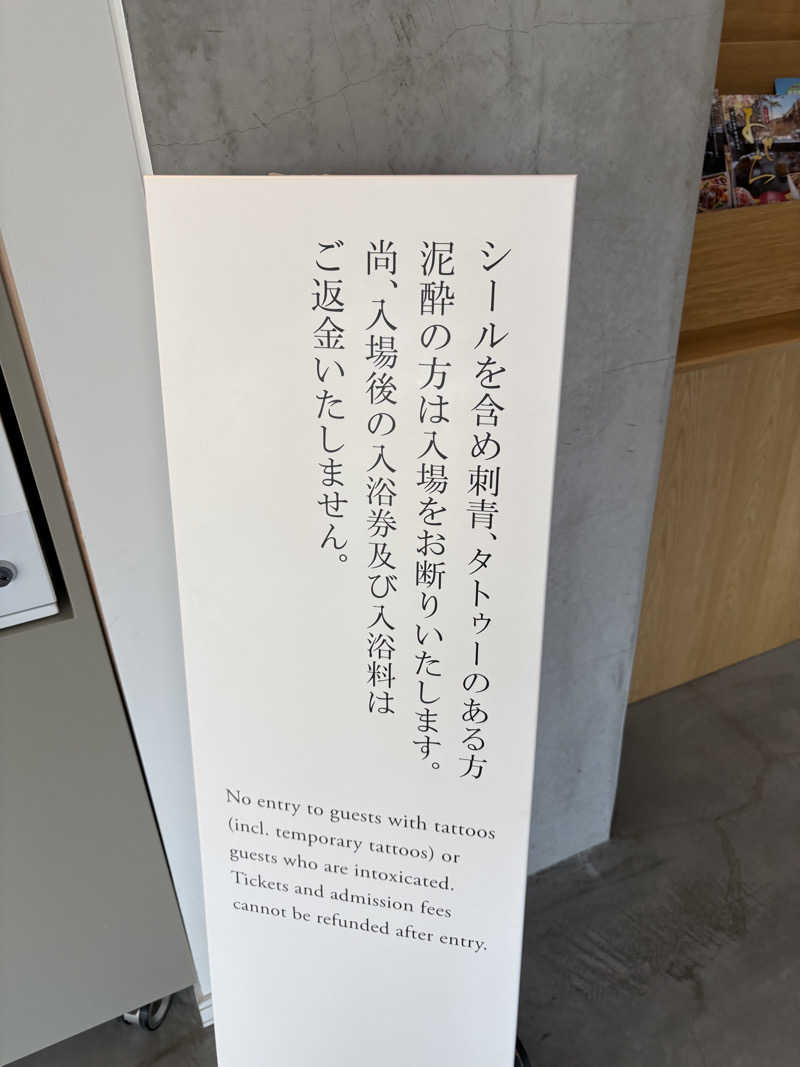 シールを含め刺青、タトゥーのある方
泥酔の方は入場をお断りいたします。
尚、入場後の入浴券及び入浴料は
ご返金いたしません。
No entry to guests with tattoos
(incl. temporary tattoos) or
guests who are intoxicated.
Tickets and admission fees
cannot be refunded after entry.